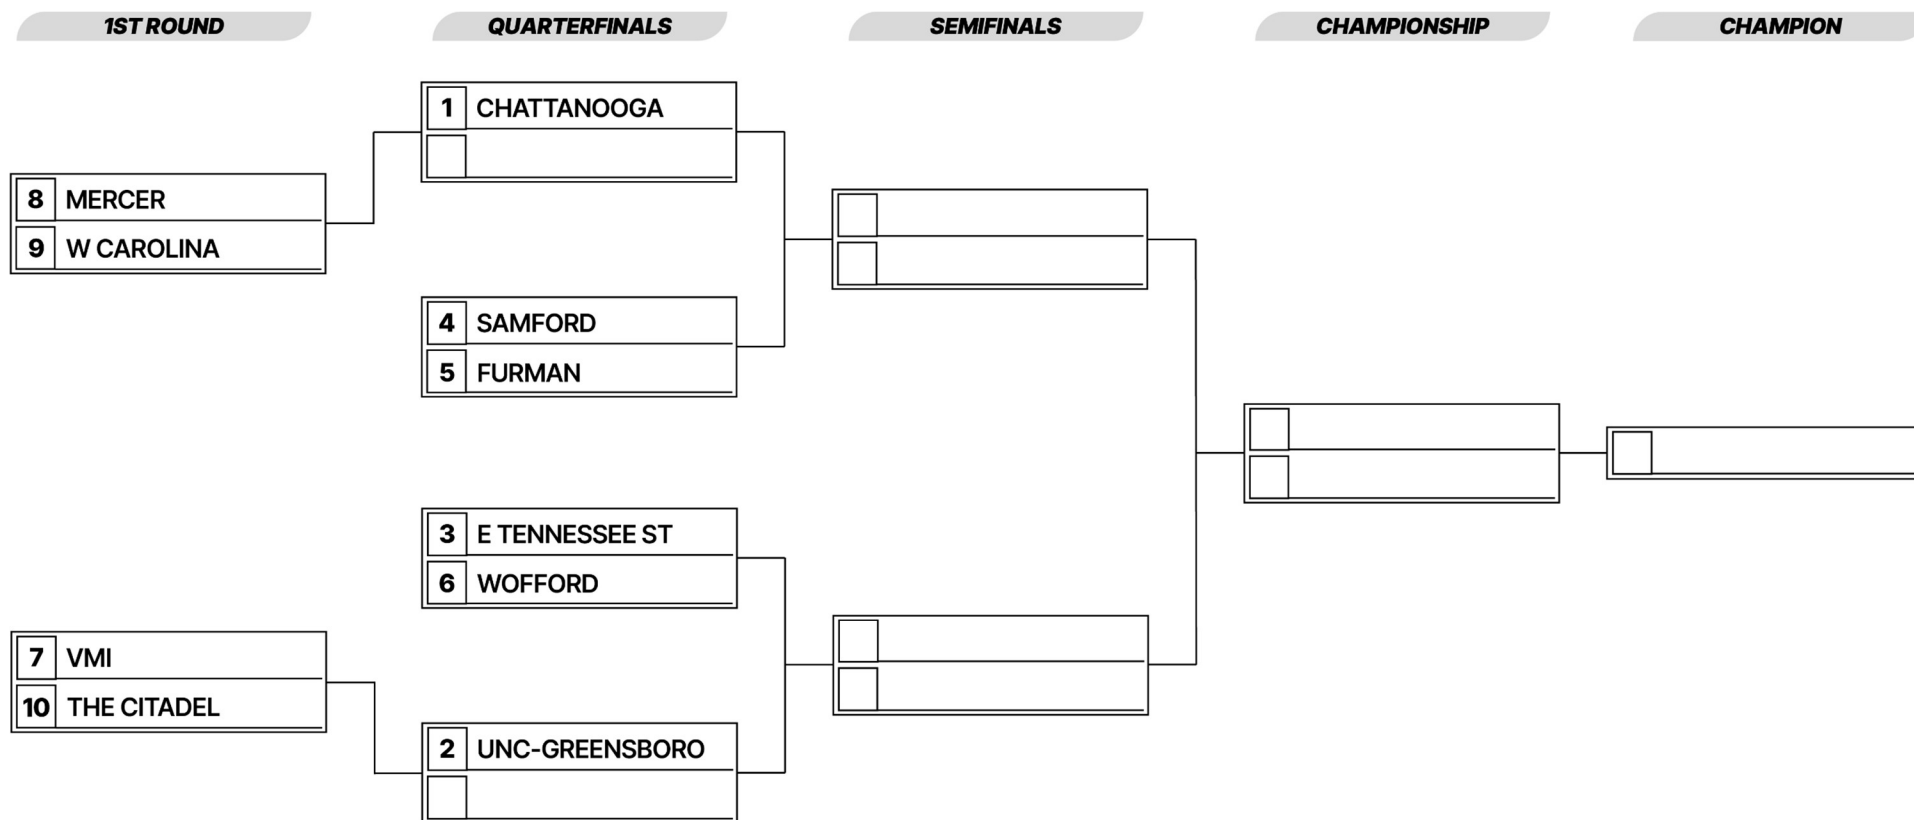 1ST ROUND
QUARTERFINALS
SEMIFINALS
CHAMPIONSHIP
CHAMPION
8 MERCER
9 W CAROLINA
7 VMI
10 THE CITADEL
1 CHATTANOOGA
4 SAMFORD
5 FURMAN
3 E TENNESSEE ST
6 WOFFORD
2 UNC-GREENSBORO